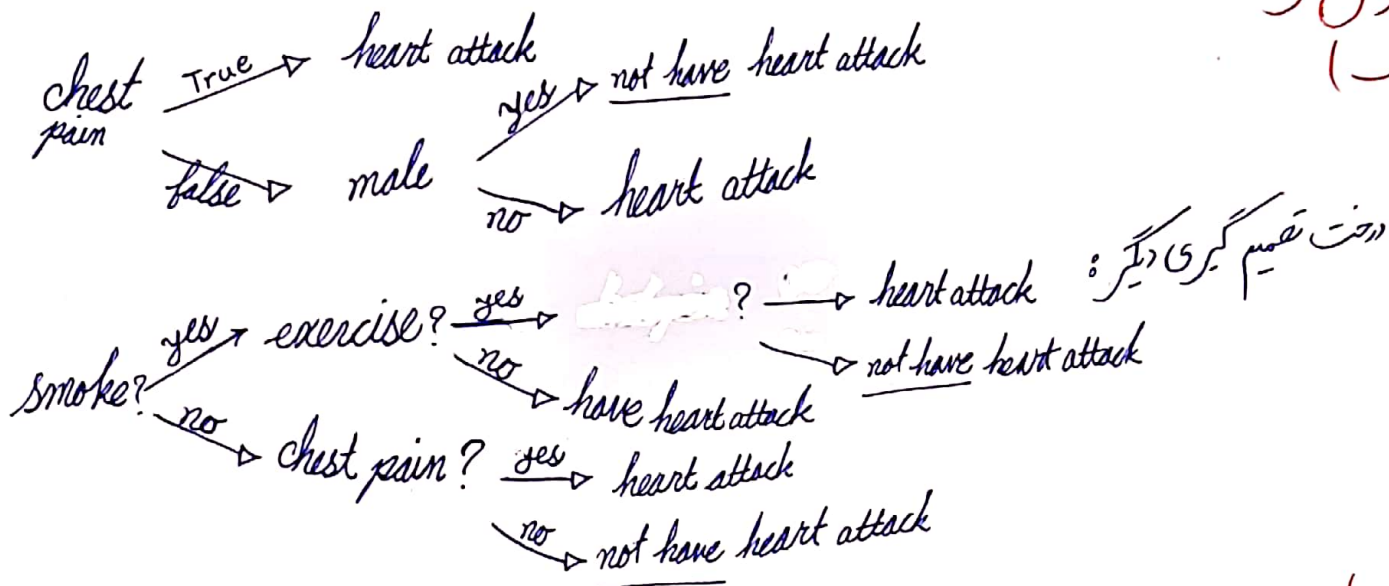 chest pain True heart attack
false male yes not have heart attack
no heart attack
درخت تصمیم گیری دیگر :
smoke? yes exercise? yes ? heart attack
not have heart attack
no have heart attack
no chest pain? yes heart attack
no not have heart attack